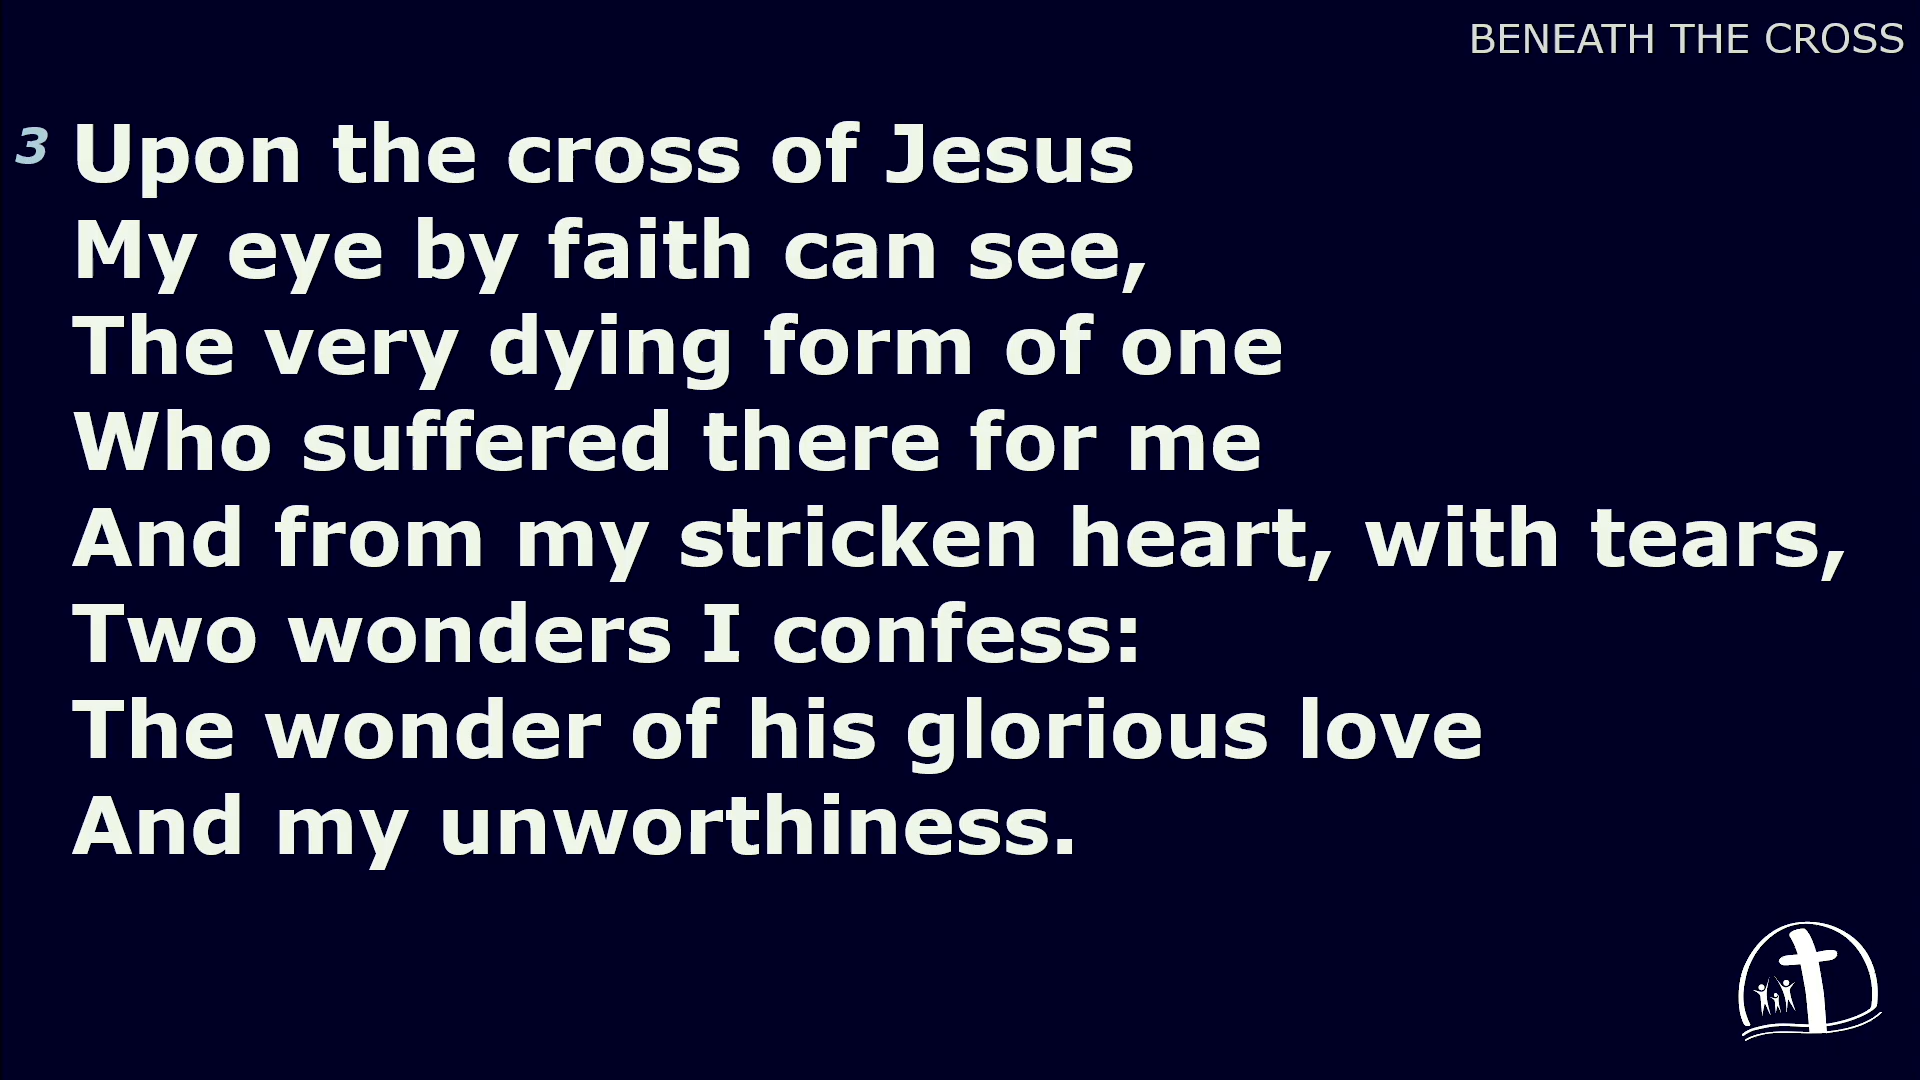 BENEATH THE CROSS
3 Upon the cross of Jesus
My eye by faith can see,
The very dying form of one
Who suffered there for me
And from my stricken heart, with tears,
Two wonders I confess:
The wonder of his glorious love
And my unworthiness.